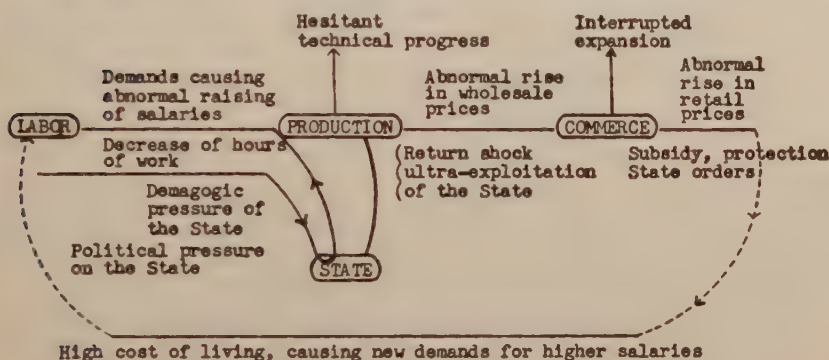 Hesitant
technical progress
Interrupted
expansion
Demands causing
abnormal raising
of salaries
Abnormal rise
in wholesale
prices
Abnormal
rise in
retail
prices
LABOR
PRODUCTION
COMMERCE
Decrease of hours
of work
(Return shock
(ultra-exploitation
(of the State
Subsidy, protection
State orders
Demagogic
pressure of
the State
Political pressure
on the State
STATE
High cost of living, causing new demands for higher salaries